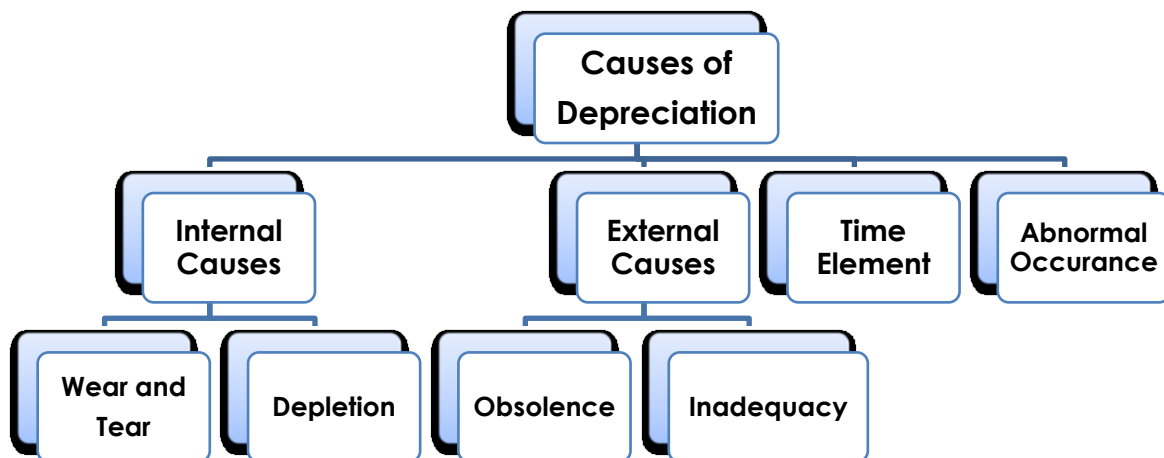 Causes of
Depreciation
Internal
Causes
External
Causes
Time
Element
Abnormal
Occurance
Wear and
Tear
Depletion
Obsolence
Inadequacy